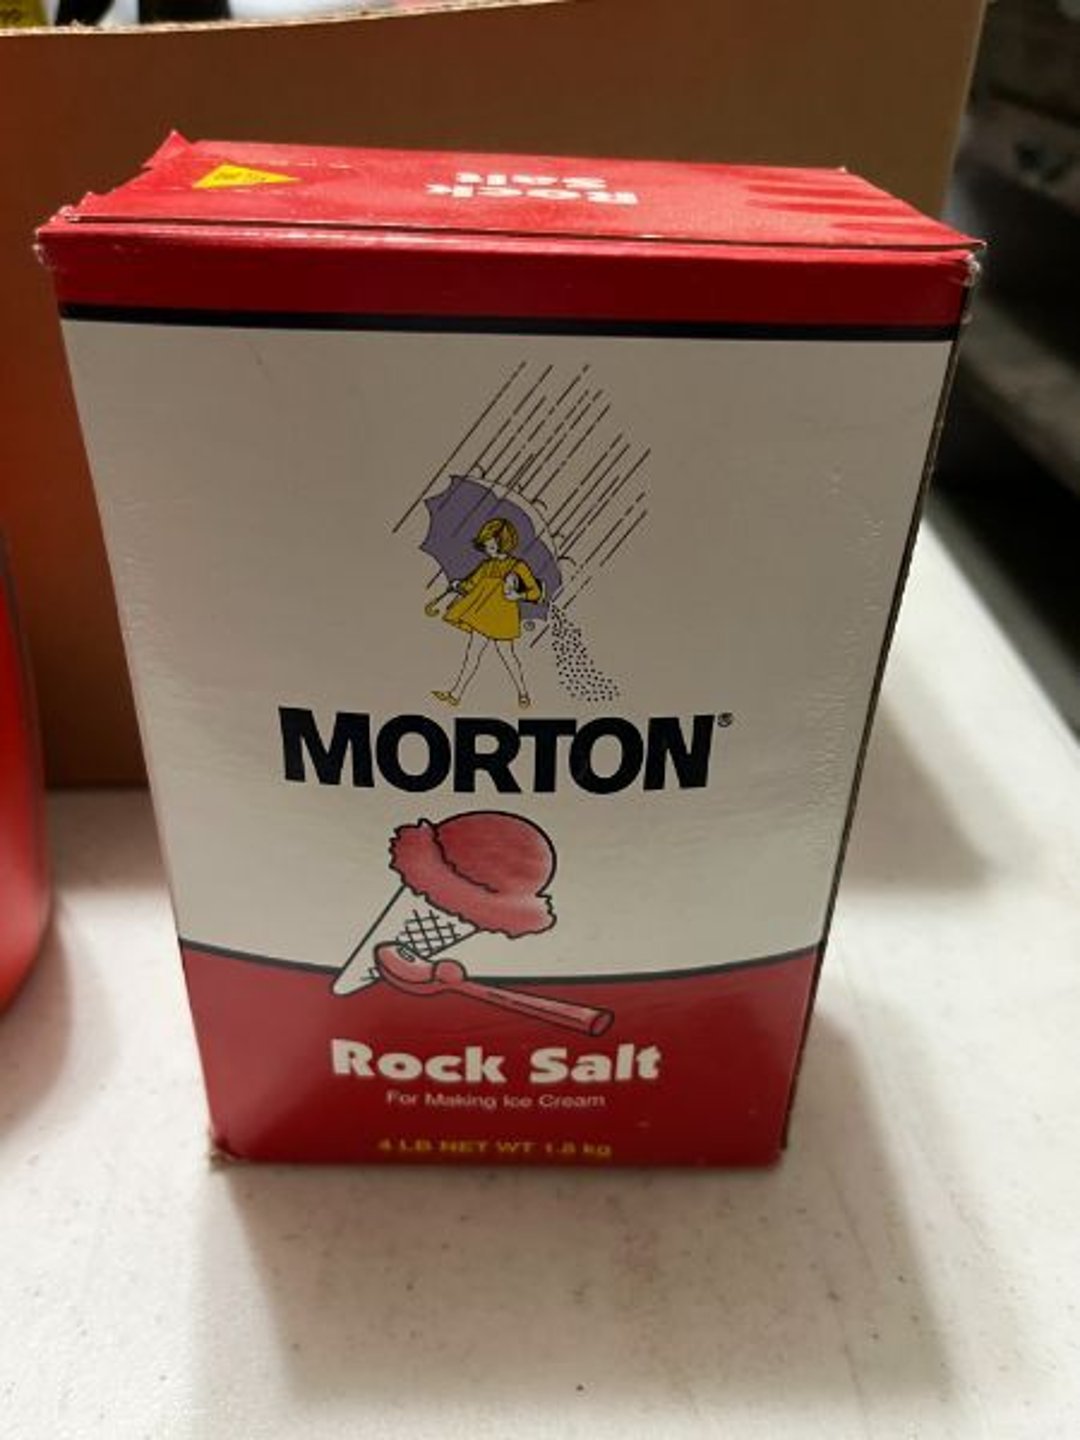 Rock
Salt
MORTON®
Rock Salt
For Making Ice Cream
4 LB NET WT 1.8 kg